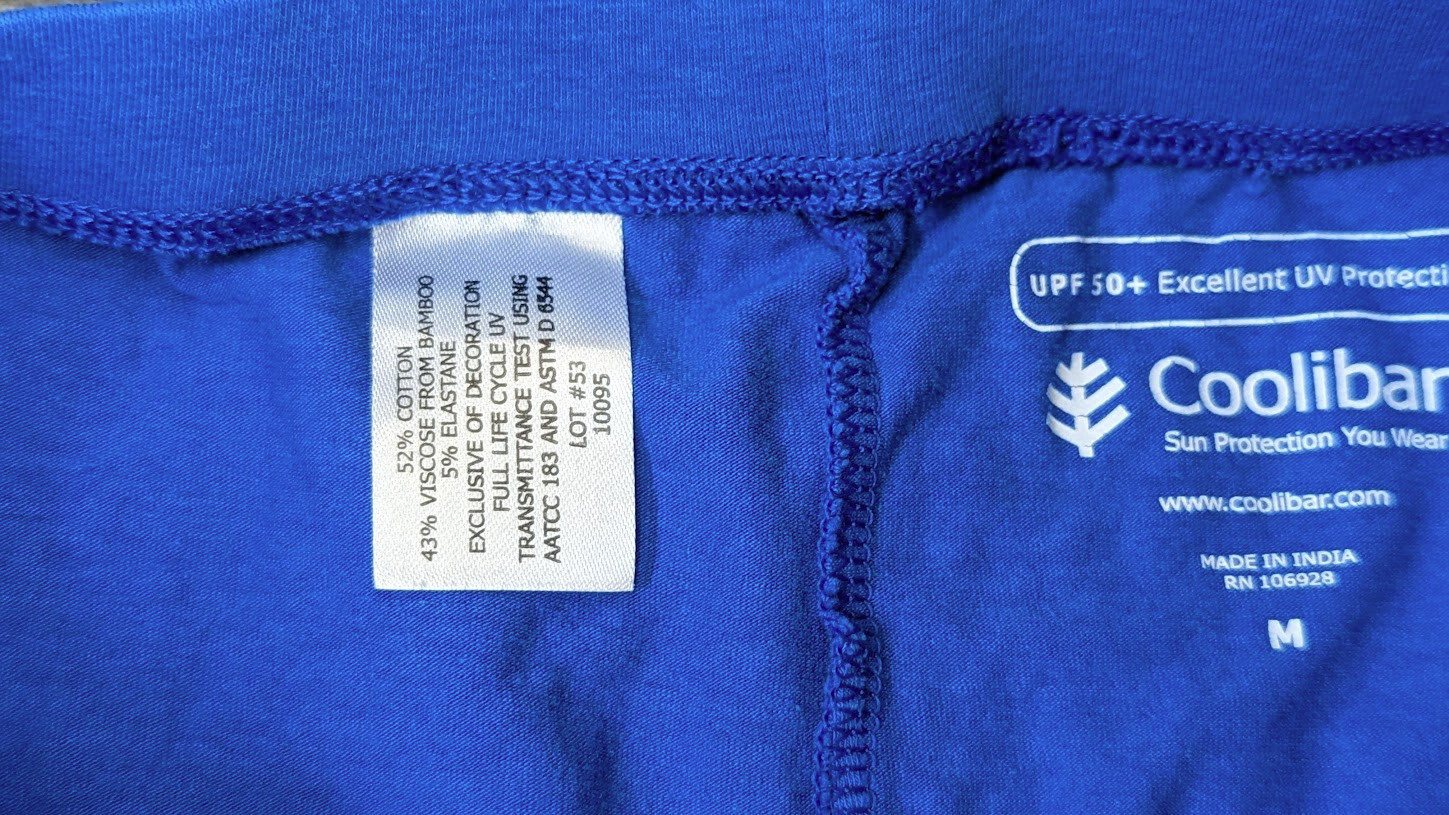 52% COTTON
43% VISCOSE FROM BAMBOO
5% ELASTANE
EXCLUSIVE OF DECORATION
FULL LIFE CYCLE UV
TRANSMITTANCE TEST USING
AATCC 183 AND ASTM D 6544
LOT #53
10095
UPF 50+ Excellent UV Protecti
Coolibar
Sun Protection You Wear
www.coolibar.com
MADE IN INDIA
RN 106928
M